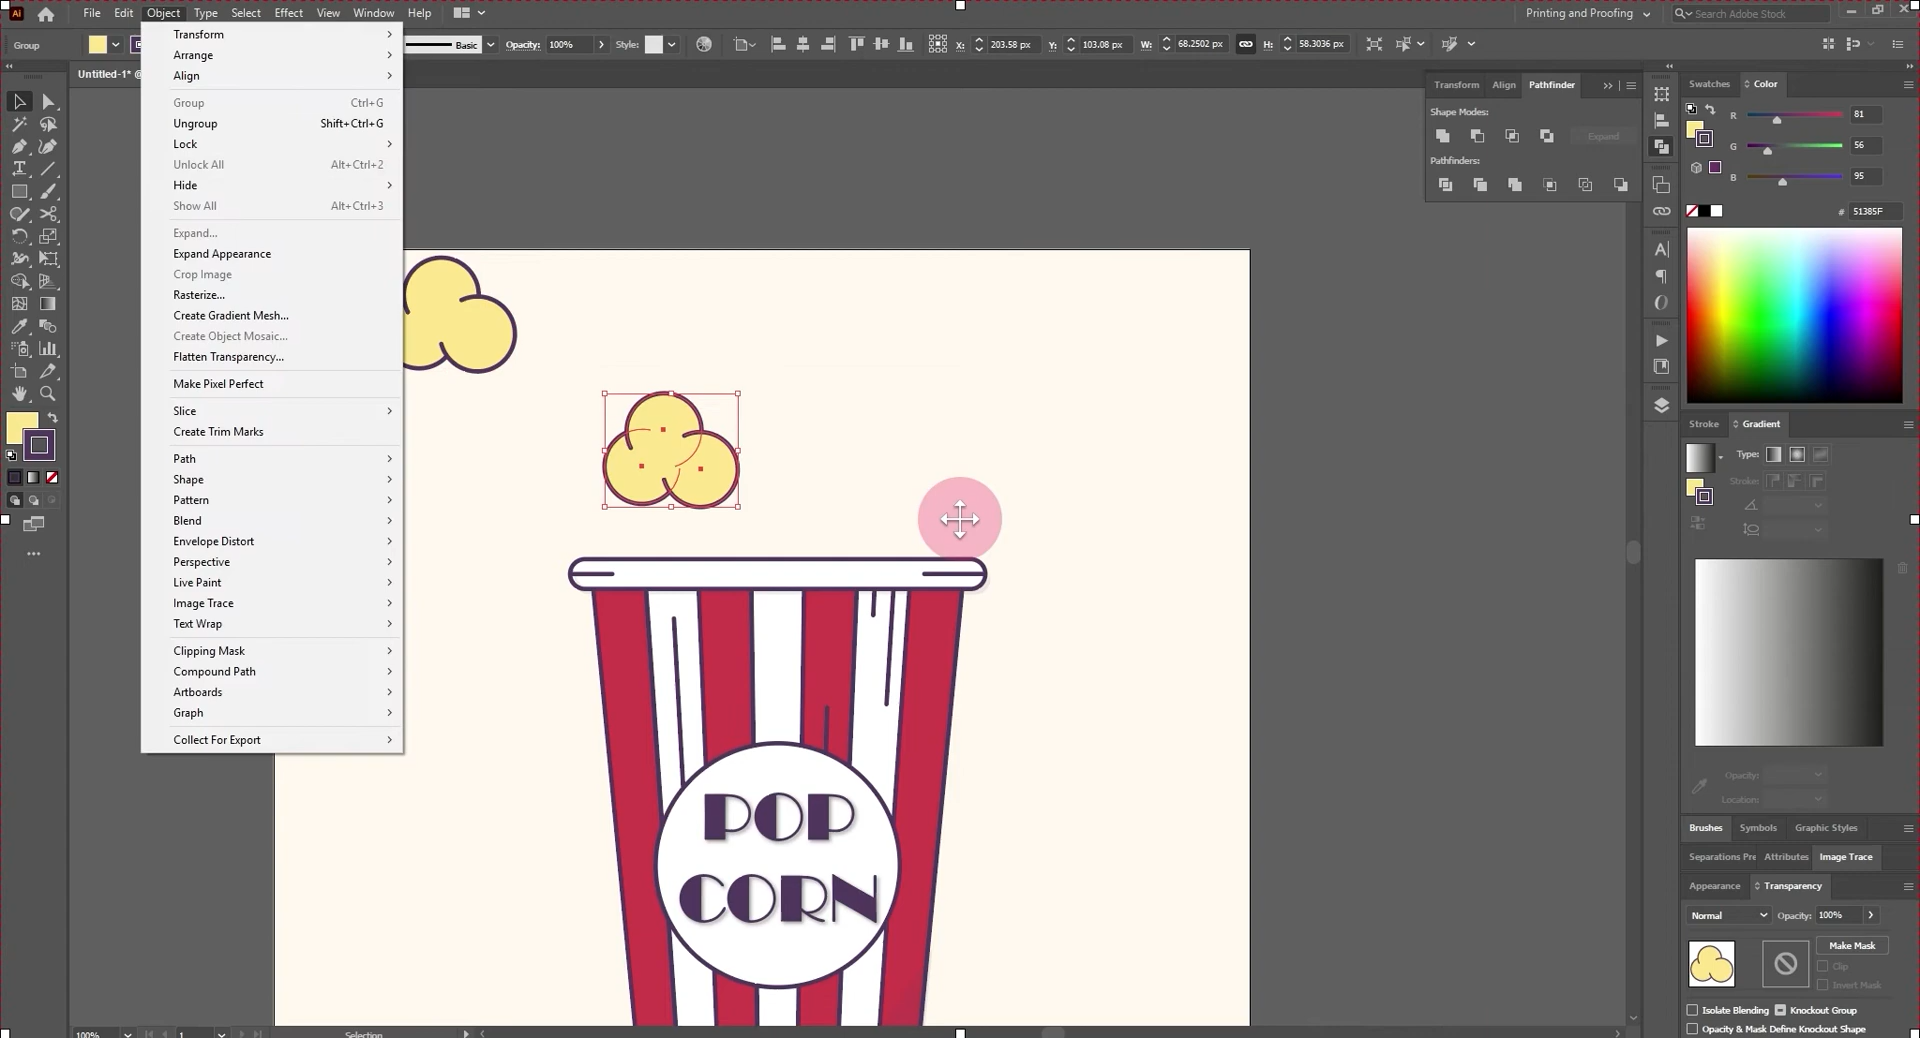 Ai File Edit Object Type Select Effect View Window Help Printing and Proofing Search Adobe Stock
Group Basic Opacity: 100% Style: X: 203.58 px Y: 103.08 px W: 68.2502 px H: 58.3036 px
Untitled-1* @
Transform
Arrange
Align
Group Ctrl+G
Ungroup Shift+Ctrl+G
Lock
Unlock All Alt+Ctrl+2
Hide
Show All Alt+Ctrl+3
Expand...
Expand Appearance
Crop Image
Rasterize...
Create Gradient Mesh...
Create Object Mosaic...
Flatten Transparency...
Make Pixel Perfect
Slice
Create Trim Marks
Path
Shape
Pattern
Blend
Envelope Distort
Perspective
Live Paint
Image Trace
Text Wrap
Clipping Mask
Compound Path
Artboards
Graph
Collect For Export
POP
CORN
Transform Align Pathfinder
Shape Modes:
Expand
Pathfinders:
Swatches Color
R 81
G 56
B 95
# 51385F
Stroke Gradient
Type:
Stroke:
Opacity:
Location:
Brushes Symbols Graphic Styles
Separations Pre Attributes Image Trace
Appearance Transparency
Normal Opacity: 100%
Make Mask
Clip
Invert Mask
Isolate Blending Knockout Group
Opacity & Mask Define Knockout Shape
100% 1 Selection